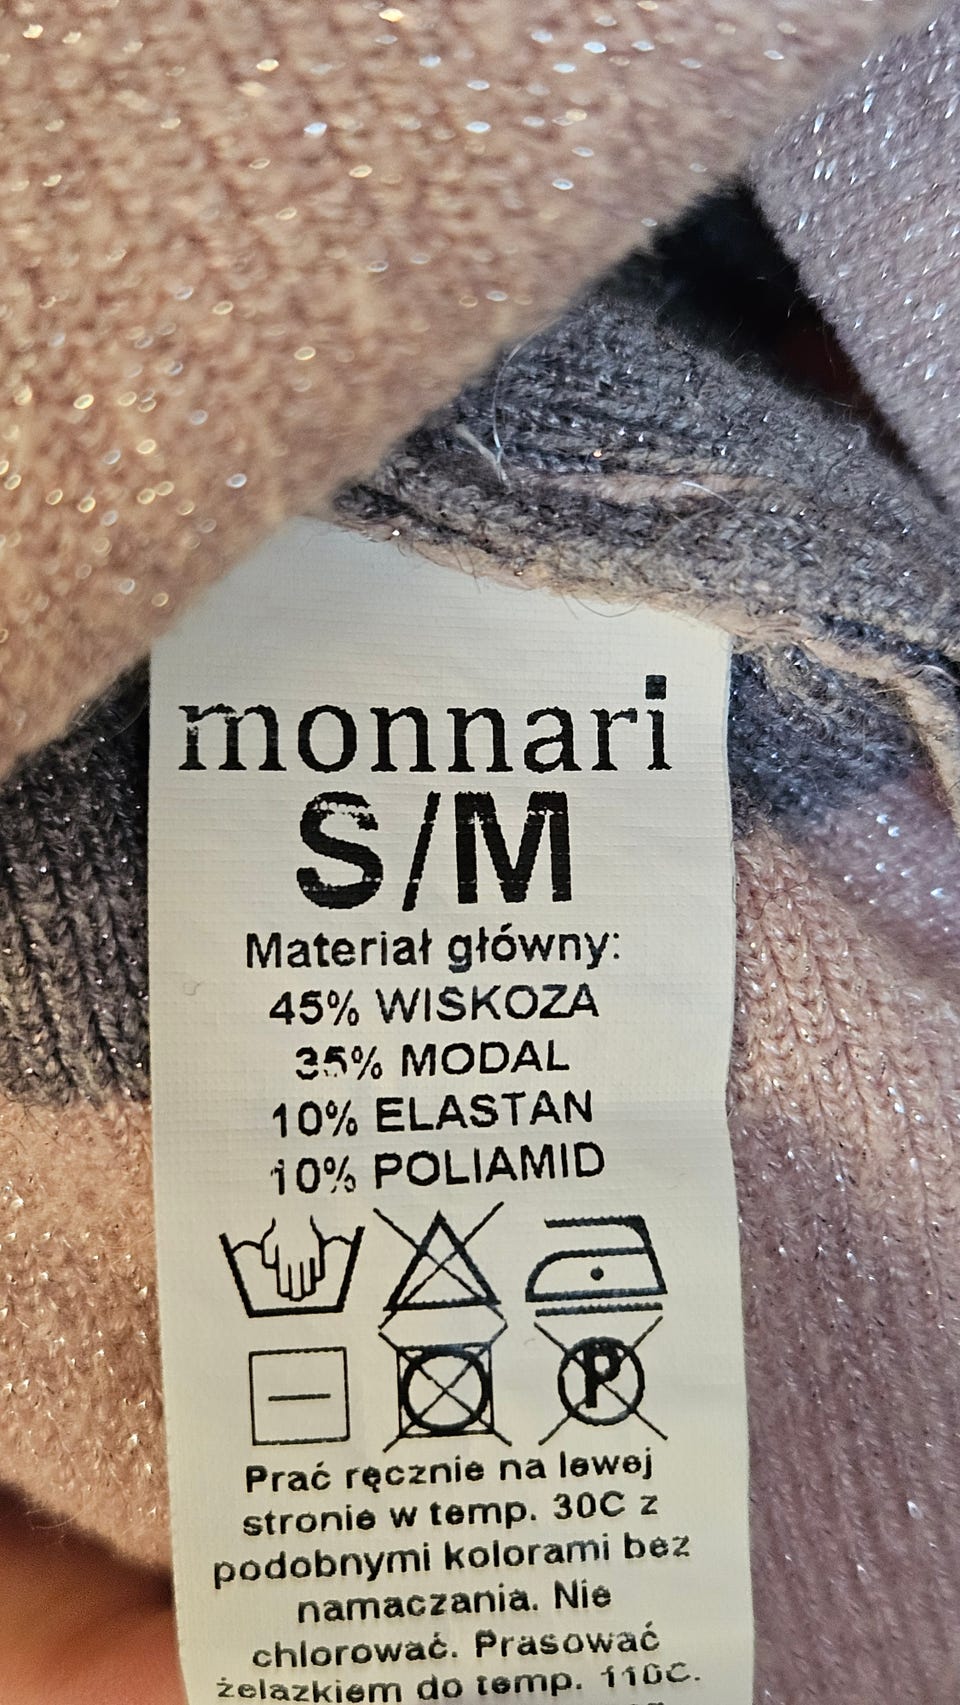 monnari
S/M
Materiał główny:
45% WISKOZA
35% MODAL
10% ELASTAN
10% POLIAMID
P
Prać ręcznie na lewej
stronie w temp. 30C z
podobnymi kolorami bez
namaczania. Nie
chlorować. Prasować
żelazkiem do temp. 110C.